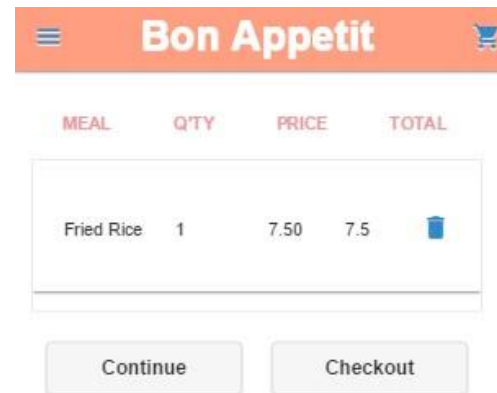 Bon Appetit
MEAL Q'TY PRICE TOTAL
Fried Rice 1 7.50 7.5
Continue Checkout